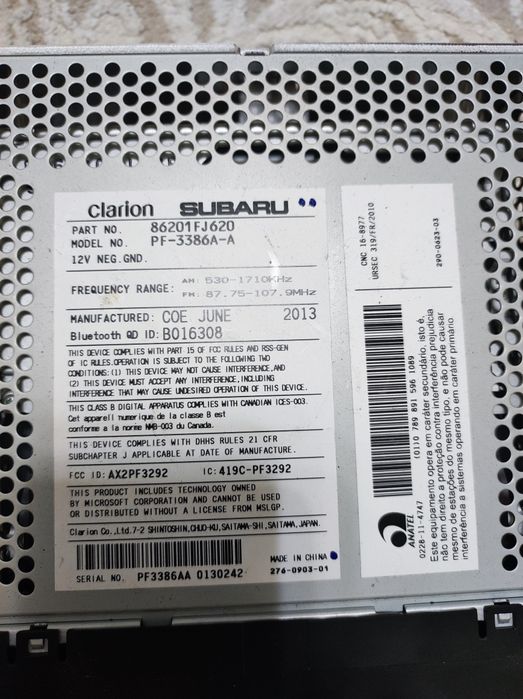 clarion SUBARU
PART NO. 86201FJ620
MODEL NO. PF-3386A-A
12V NEG.GND.
FREQUENCY RANGE: AM: 530-1710KHz
FM: 87.75-107.9MHz
MANUFACTURED: COE JUNE 2013
Bluetooth QD ID: B016308
THIS DEVICE COMPLIES WITH PART 15 OF FCC RULES AND RSS-GEN
OF IC RULES OPERATION IS SUBJECT TO THE FOLLOWING TWO
CONDITIONS: (1) THIS DEVICE MAY NOT CAUSE INTERFERENCE,AND
(2) THIS DEVICE MUST ACCEPT ANY INTERFERENCE,INCLUDING
INTERFERENCE THAT MAY CAUSE UNDESIRED OPERATION OF THIS DEVICE.
THIS CLASS B DIGITAL APPARATUS COMPLIES WITH CANADIAN ICES-003.
Cet appareil numerique de la classe B est
conforme a la norme NMB-003 du Canada.
THIS DEVICE COMPLIES WITH DHHS RULES 21 CFR
SUBCHAPTER J APPLICABLE AT DATE OF MANUFACTURE.
FCC ID: AX2PF3292 IC: 419C-PF3292
THIS PRODUCT INCLUDES TECHNOLOGY OWNED
BY MICROSOFT CORPORATION AND CANNOT BE USED
OR DISTRIBUTED WITHOUT A LICENSE FROM MSLGP.
Clarion Co.,Ltd.7-2 SHINTOSHIN,CHUO-KU,SAITAMA-SHI,SAITAMA,JAPAN.
MADE IN CHINA
276-0903-01
SERIAL NO. PF3386AA 0130242
CNC 16-8977
URSEC 319/FR/2010
290-0623-03
(01)0 789 891 596 1089
ANATEL
0228-11-4747
Este equipamento opera em caráter secundário, isto é,
não tem direito a proteção contra interferência prejudicial,
mesmo de estações do mesmo tipo, e não pode causar
interferência a sistemas operando em caráter primário